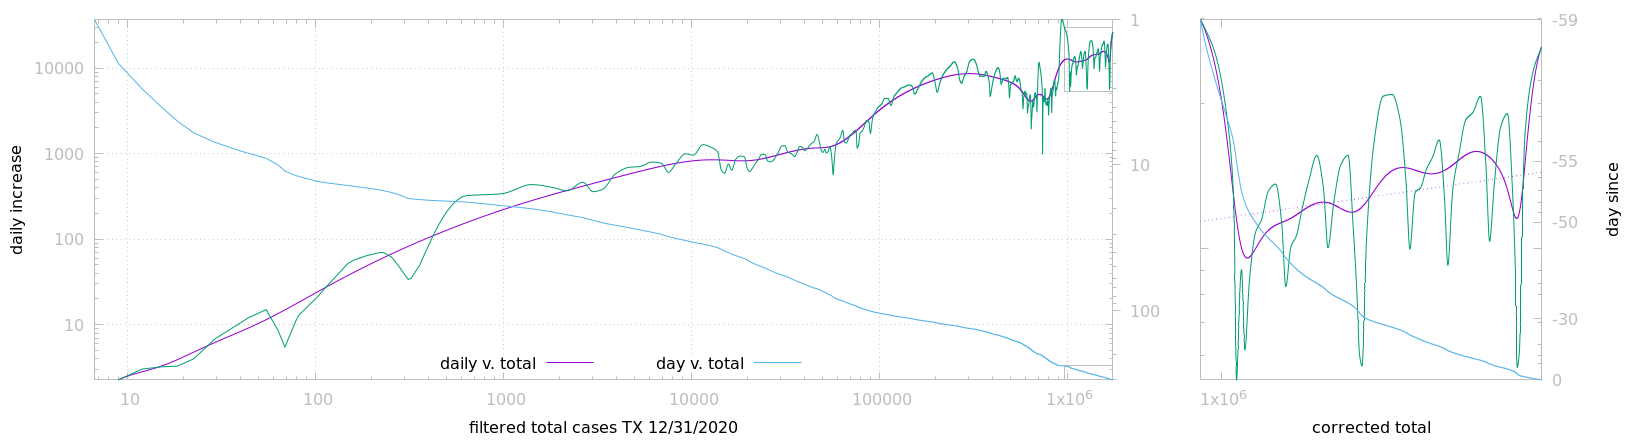 daily increase
10000
1000
100
10
10
100
1000
10000
100000
1x10⁶
filtered total cases TX 12/31/2020
daily v. total
day v. total
1
10
100
1x10⁶
corrected total
-59
-55
-50
-30
0
day since